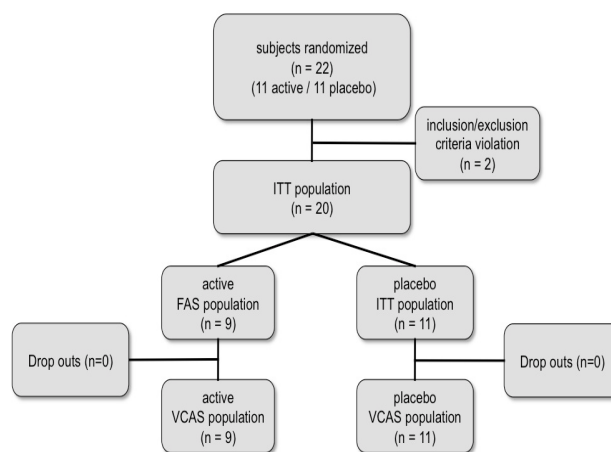 subjects randomized
(n = 22)
(11 active / 11 placebo)
inclusion/exclusion
criteria violation
(n = 2)
ITT population
(n = 20)
active
FAS population
(n = 9)
placebo
ITT population
(n = 11)
Drop outs (n=0)
Drop outs (n=0)
active
VCAS population
(n = 9)
placebo
VCAS population
(n = 11)